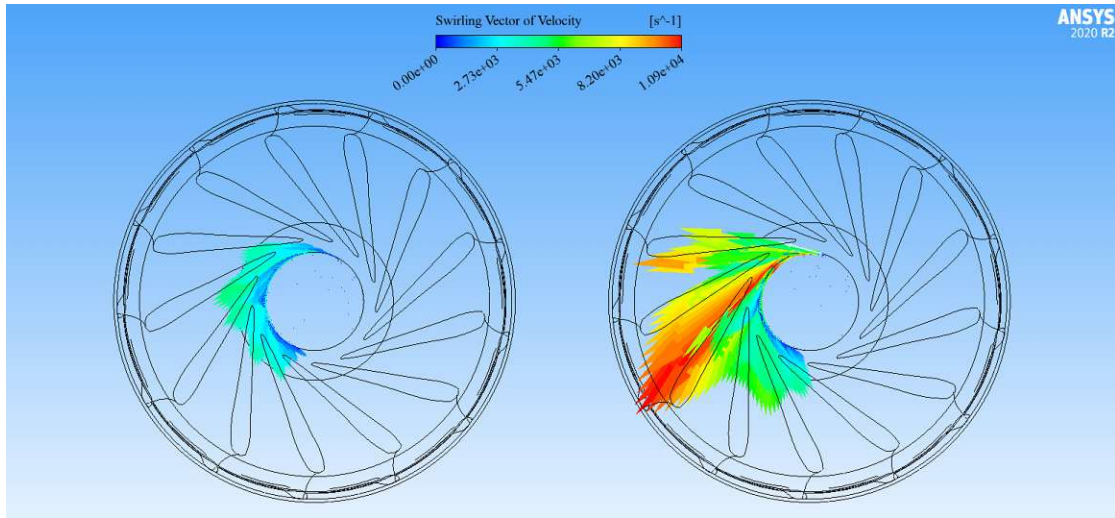 Swirling Vector of Velocity [s^-1]
0.00e+00 2.73e+03 5.47e+03 8.20e+03 1.09e+04
ANSYS
2020 R2